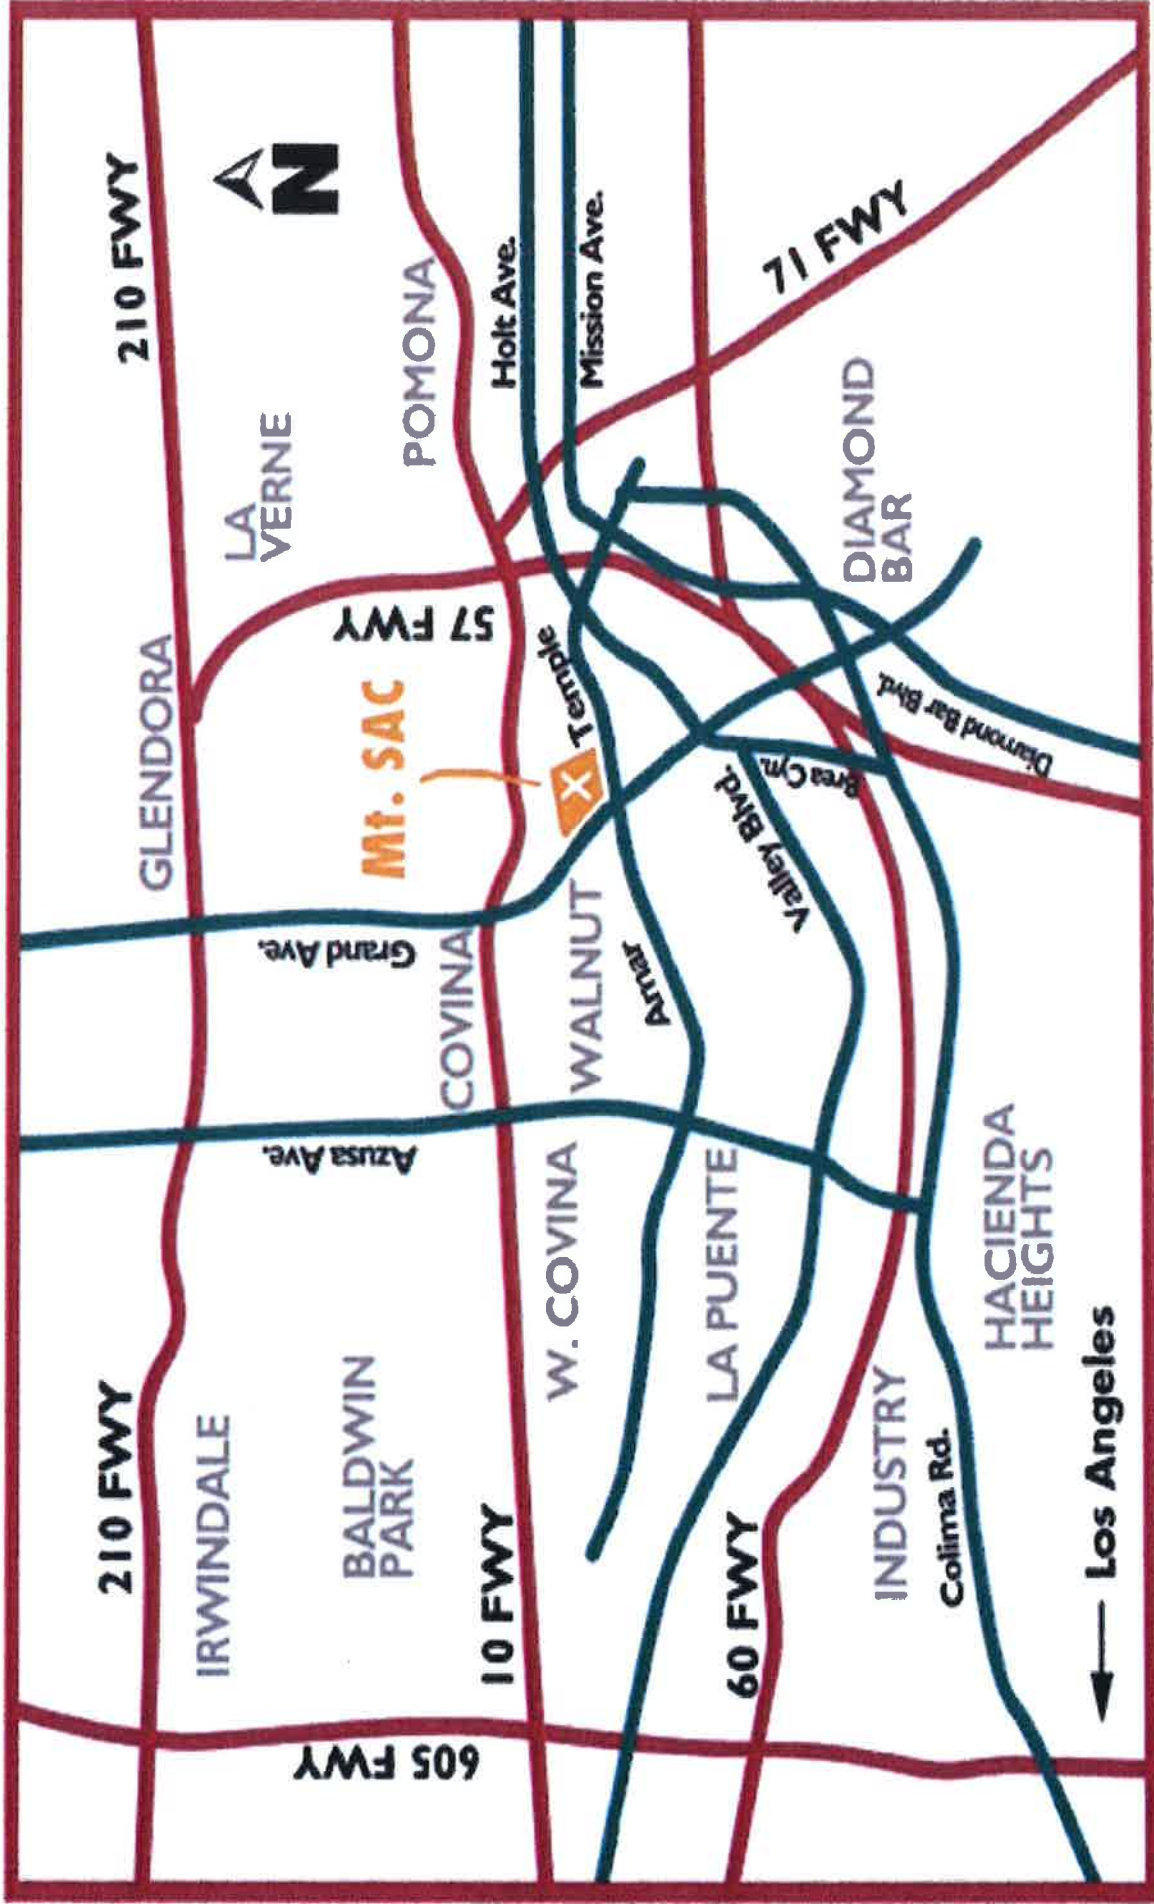 210 FWY
210 FWY
GLENDORA
IRWINDALE
LA
VERNE
N
Azusa Ave.
Grand Ave.
605 FWY
57 FWY
BALDWIN
PARK
Mt. SAC
POMONA
COVINA
10 FWY
Holt Ave.
W. COVINA
WALNUT
Temple
Mission Ave.
Amar
LA PUENTE
60 FWY
Valley Blvd.
Brea Cyn.
71 FWY
DIAMOND
BAR
INDUSTRY
Diamond Bar Blvd.
Colima Rd.
HACIENDA
HEIGHTS
Los Angeles